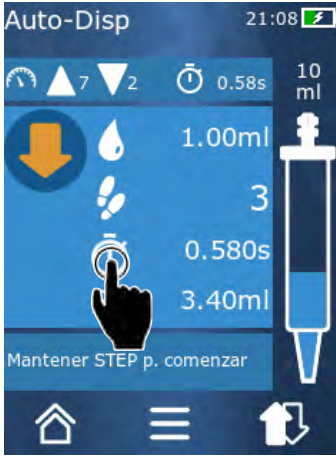 Auto-Disp 21:08
7 2 0.58s
10 ml
1.00ml
3
0.580s
3.40ml
Mantener STEP p. comenzar